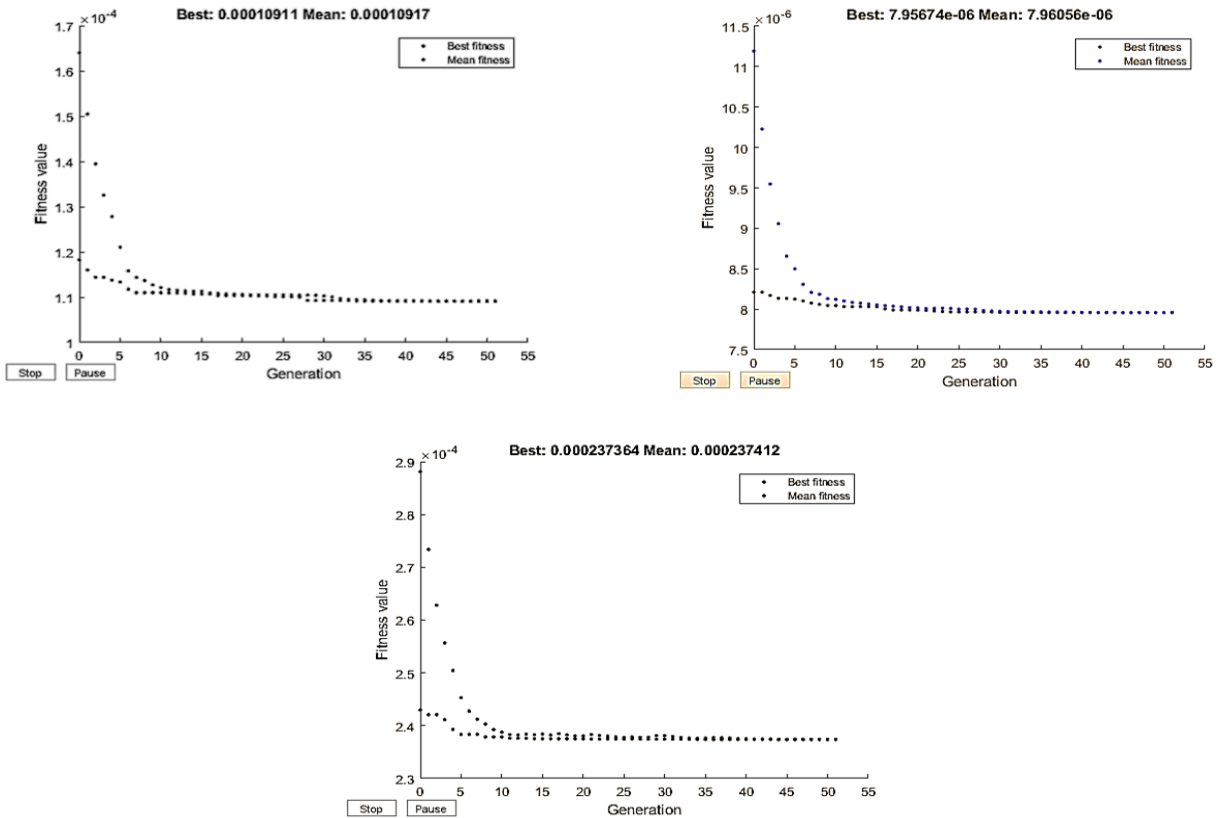 Best: 0.00010911 Mean: 0.00010917
×10-4
1.7
1.6
1.5
1.4
1.3
1.2
1.1
1
Fitness value
Best fitness
Mean fitness
0 5 10 15 20 25 30 35 40 45 50 55
Generation
Stop Pause
Best: 7.95674e-06 Mean: 7.96056e-06
×10-6
11.5
11
10.5
10
9.5
9
8.5
8
7.5
Fitness value
Best fitness
Mean fitness
0 5 10 15 20 25 30 35 40 45 50 55
Generation
Stop Pause
Best: 0.000237364 Mean: 0.000237412
×10-4
2.9
2.8
2.7
2.6
2.5
2.4
2.3
Fitness value
Best fitness
Mean fitness
0 5 10 15 20 25 30 35 40 45 50 55
Generation
Stop Pause